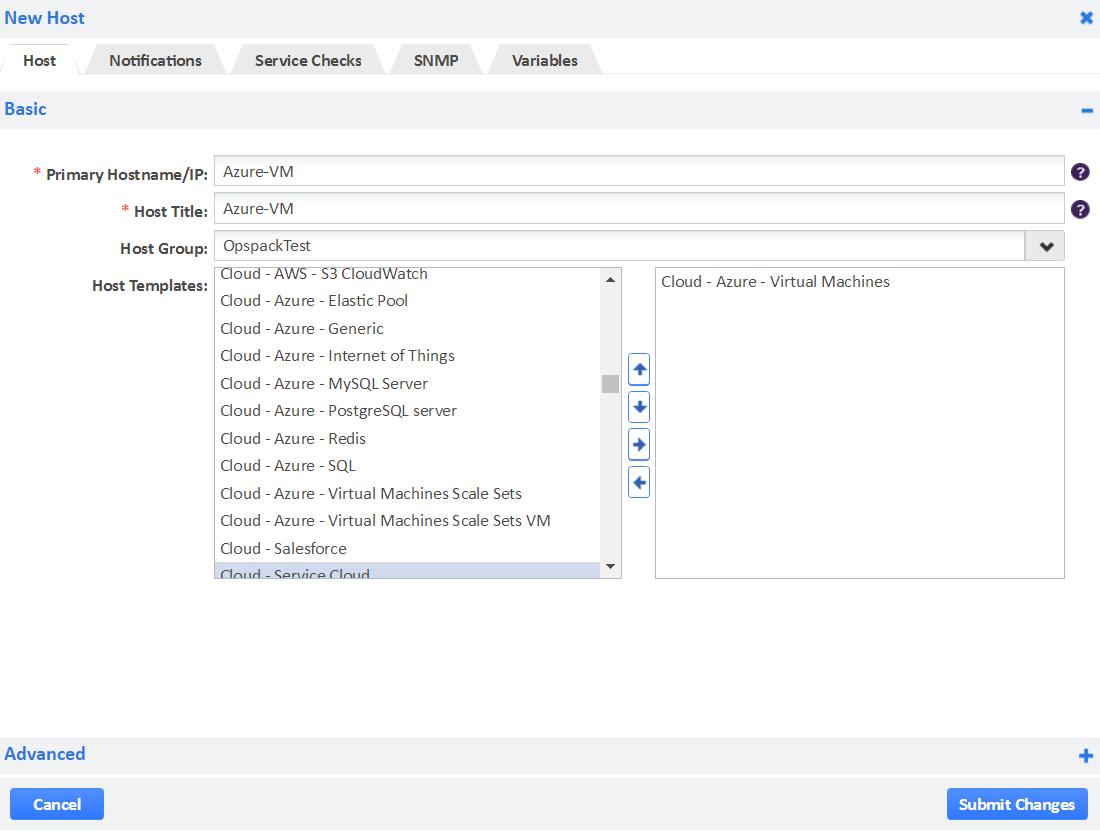 New Host
Host Notifications Service Checks SNMP Variables
Basic
* Primary Hostname/IP: Azure-VM ?
* Host Title: Azure-VM ?
Host Group: OpspackTest
Host Templates:
Cloud - AWS - S3 CloudWatch
Cloud - Azure - Elastic Pool
Cloud - Azure - Generic
Cloud - Azure - Internet of Things
Cloud - Azure - MySQL Server
Cloud - Azure - PostgreSQL server
Cloud - Azure - Redis
Cloud - Azure - SQL
Cloud - Azure - Virtual Machines Scale Sets
Cloud - Azure - Virtual Machines Scale Sets VM
Cloud - Salesforce
Cloud - Service Cloud
Cloud - Azure - Virtual Machines
Advanced
Cancel Submit Changes